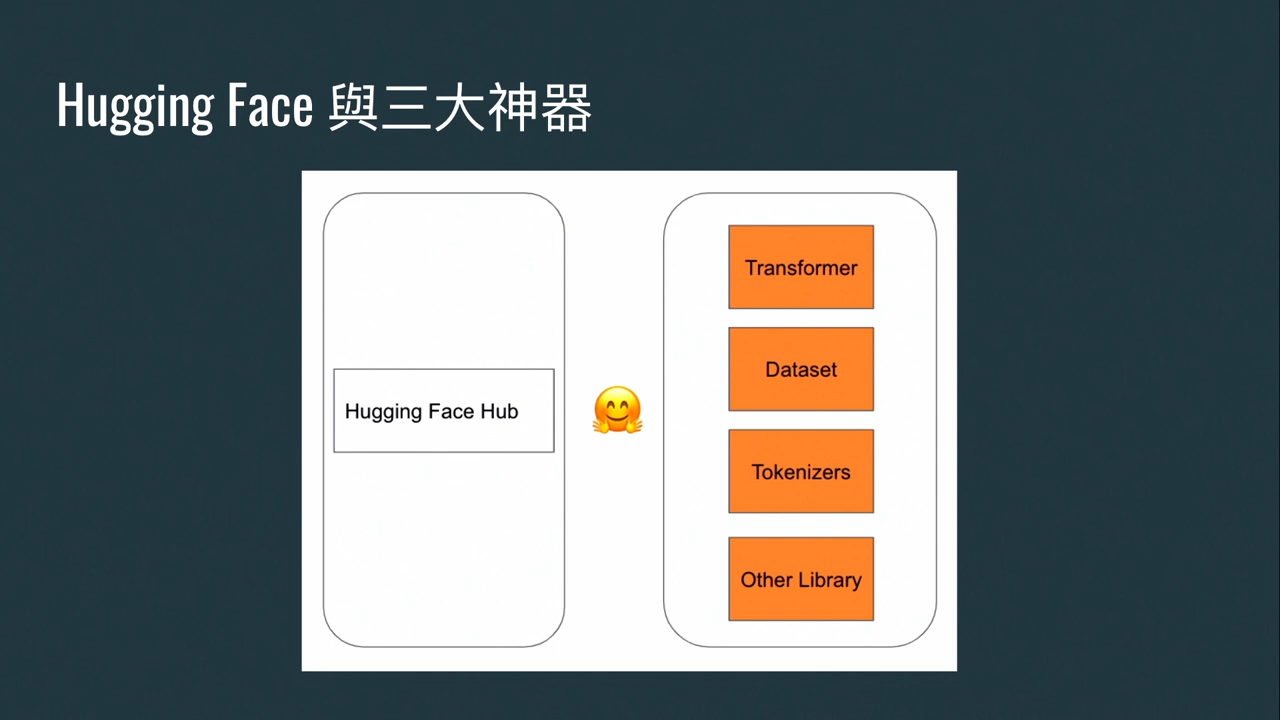 Hugging Face 與三大神器
Hugging Face Hub
Transformer
Dataset
Tokenizers
Other Library